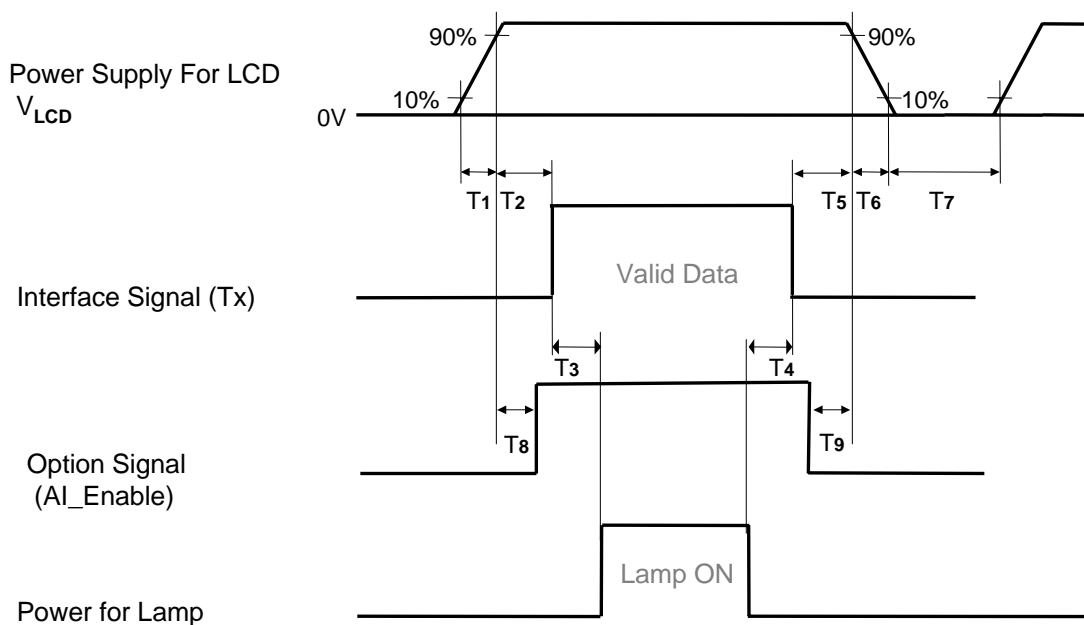 90%
90%
Power Supply For LCD
VLCD
10%
10%
0V
T1 T2 T5 T6 T7
Valid Data
Interface Signal (Tx)
T3 T4
T8 T9
Option Signal
(AI_Enable)
Lamp ON
Power for Lamp